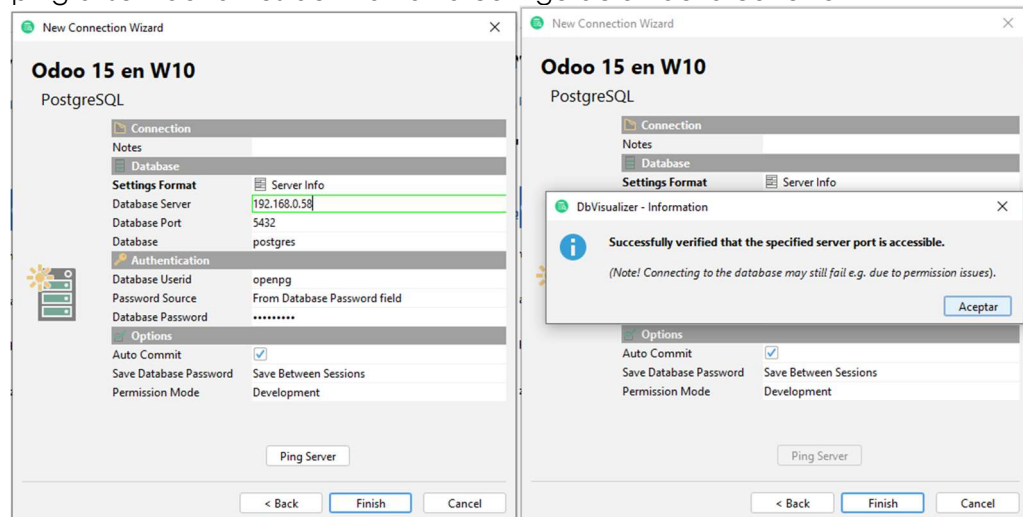 New Connection Wizard
Odoo 15 en W10
PostgreSQL
Connection
Notes
Database
Settings Format Server Info
Database Server 192.168.0.58
Database Port 5432
Database postgres
Authentication
Database Userid openpg
Password Source From Database Password field
Database Password •••••••••
Options
Auto Commit
Save Database Password Save Between Sessions
Permission Mode Development
Ping Server
< Back Finish Cancel
New Connection Wizard
Odoo 15 en W10
PostgreSQL
Connection
Notes
Database
Settings Format Server Info
DbVisualizer - Information
Successfully verified that the specified server port is accessible.
(Note! Connecting to the database may still fail e.g. due to permission issues).
Aceptar
Options
Auto Commit
Save Database Password Save Between Sessions
Permission Mode Development
Ping Server
< Back Finish Cancel